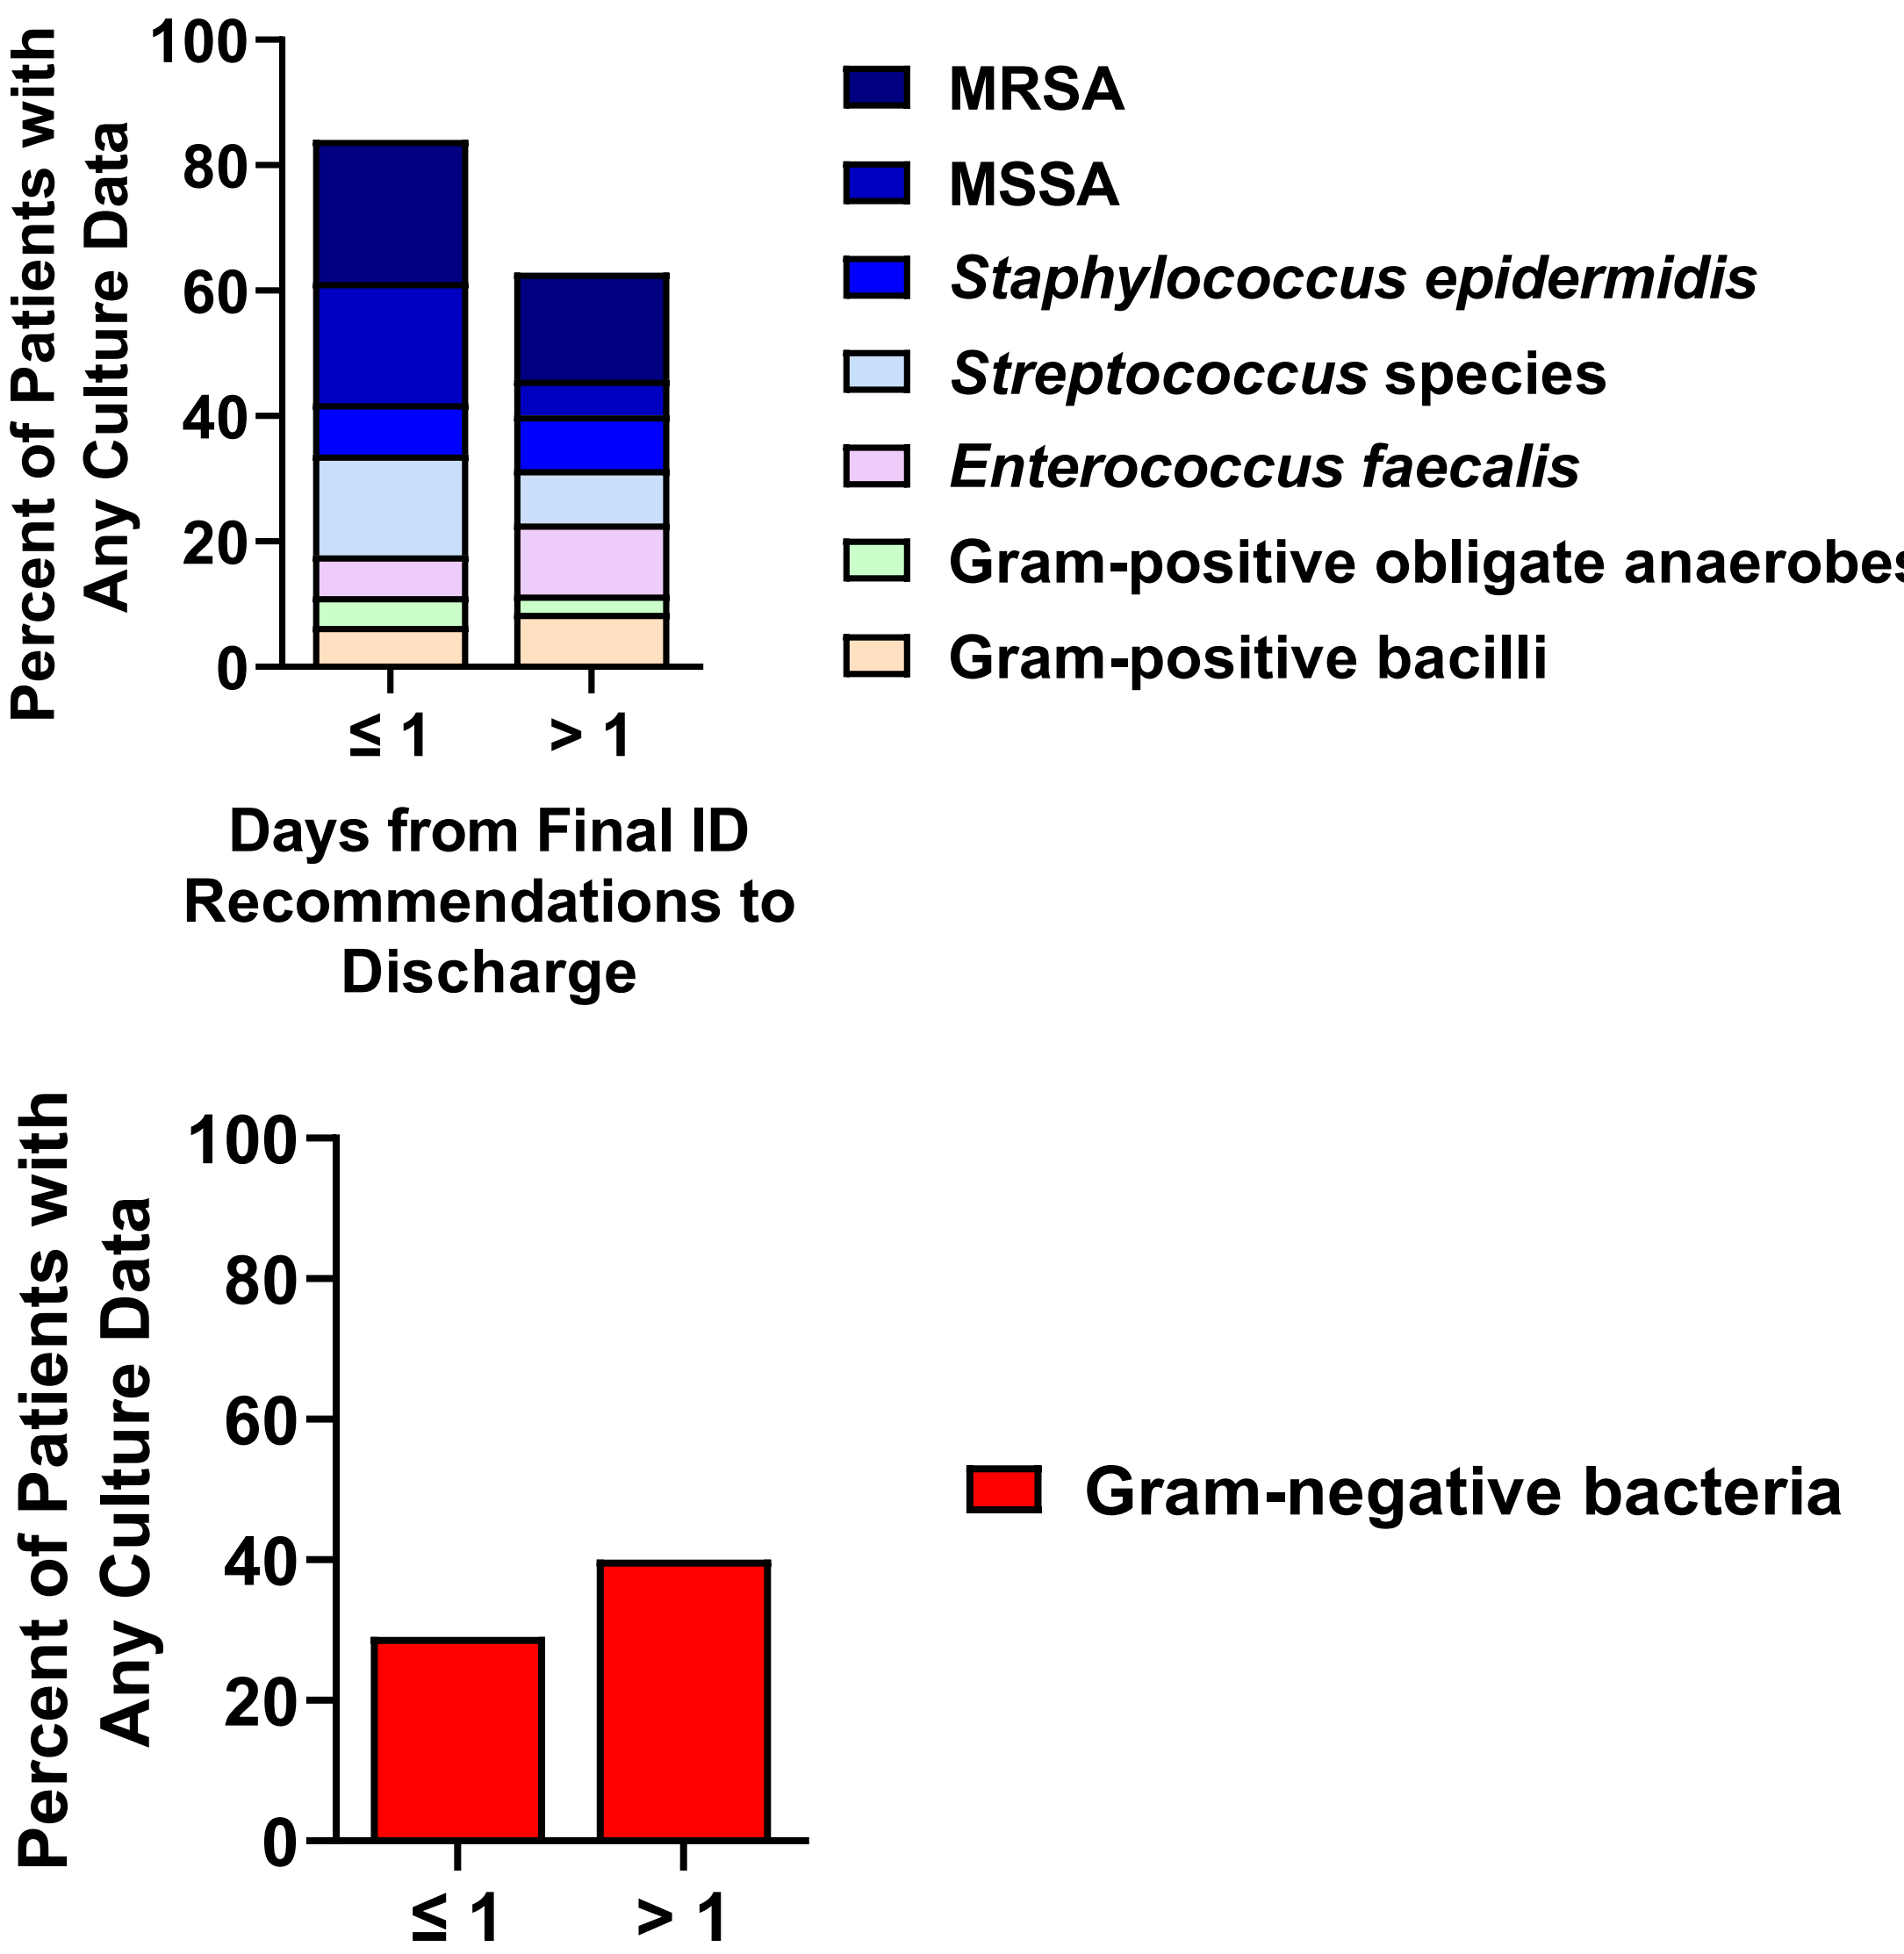 Percent of Patients with
Any Culture Data
100
80
60
40
20
0
≤ 1
> 1
Days from Final ID
Recommendations to
Discharge
MRSA
MSSA
Staphylococcus epidermidis
Streptococcus species
Enterococcus faecalis
Gram-positive obligate anaerobes
Gram-positive bacilli
Percent of Patients with
Any Culture Data
100
80
60
40
20
0
≤ 1
> 1
Gram-negative bacteria